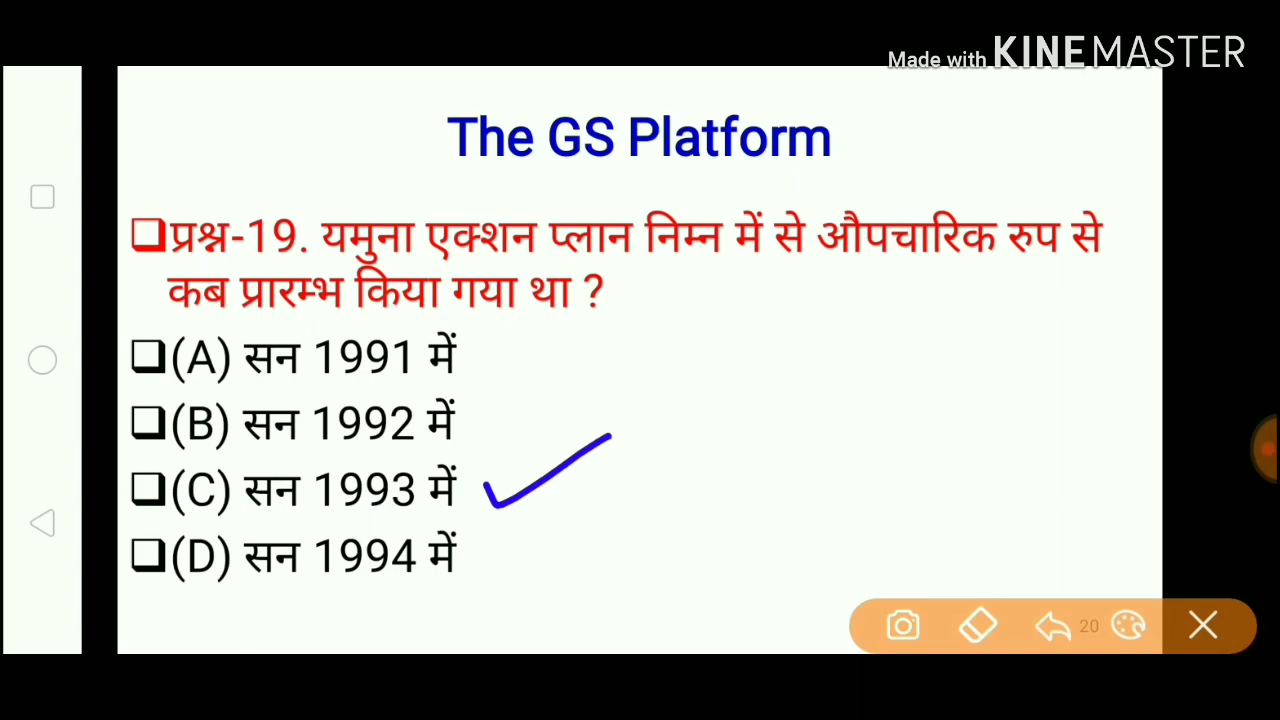 Made with KINEMASTER
The GS Platform
❑प्रश्न-19. यमुना एक्शन प्लान निम्न में से औपचारिक रुप से
कब प्रारम्भ किया गया था ?
❑(A) सन 1991 में
❑(B) सन 1992 में
❑(C) सन 1993 में
❑(D) सन 1994 में
20